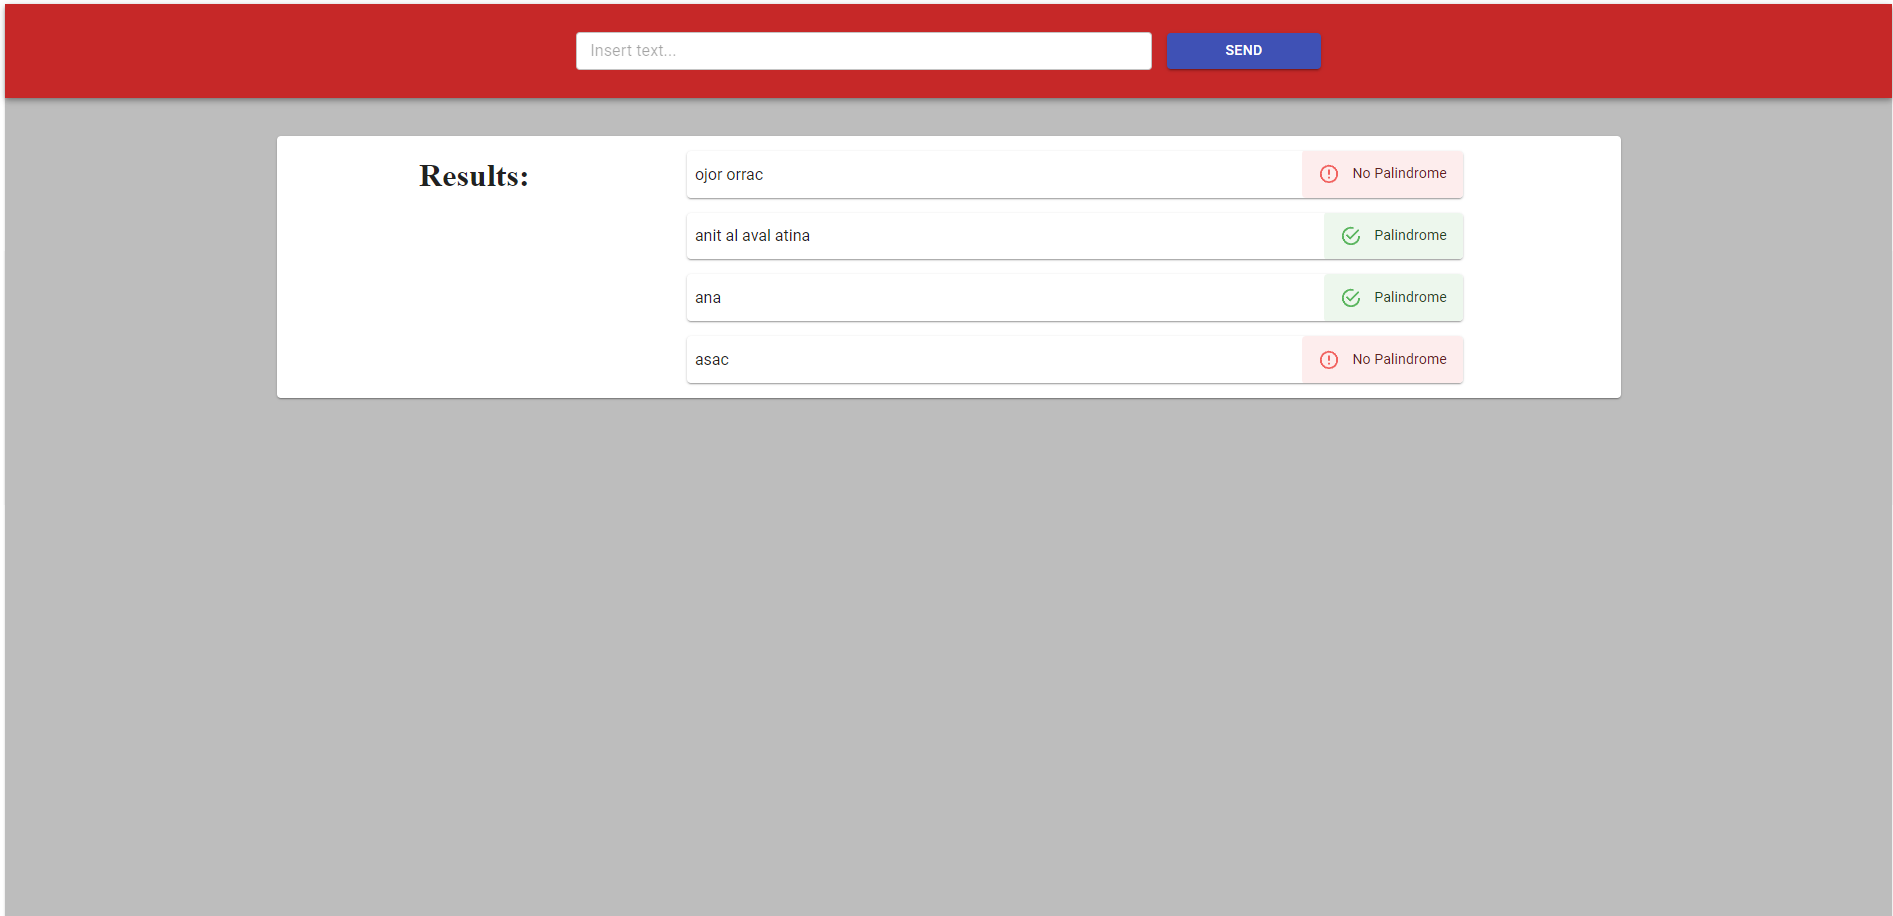 Insert text...
SEND
Results:
ojor orrac
No Palindrome
anit al aval atina
Palindrome
ana
Palindrome
asac
No Palindrome